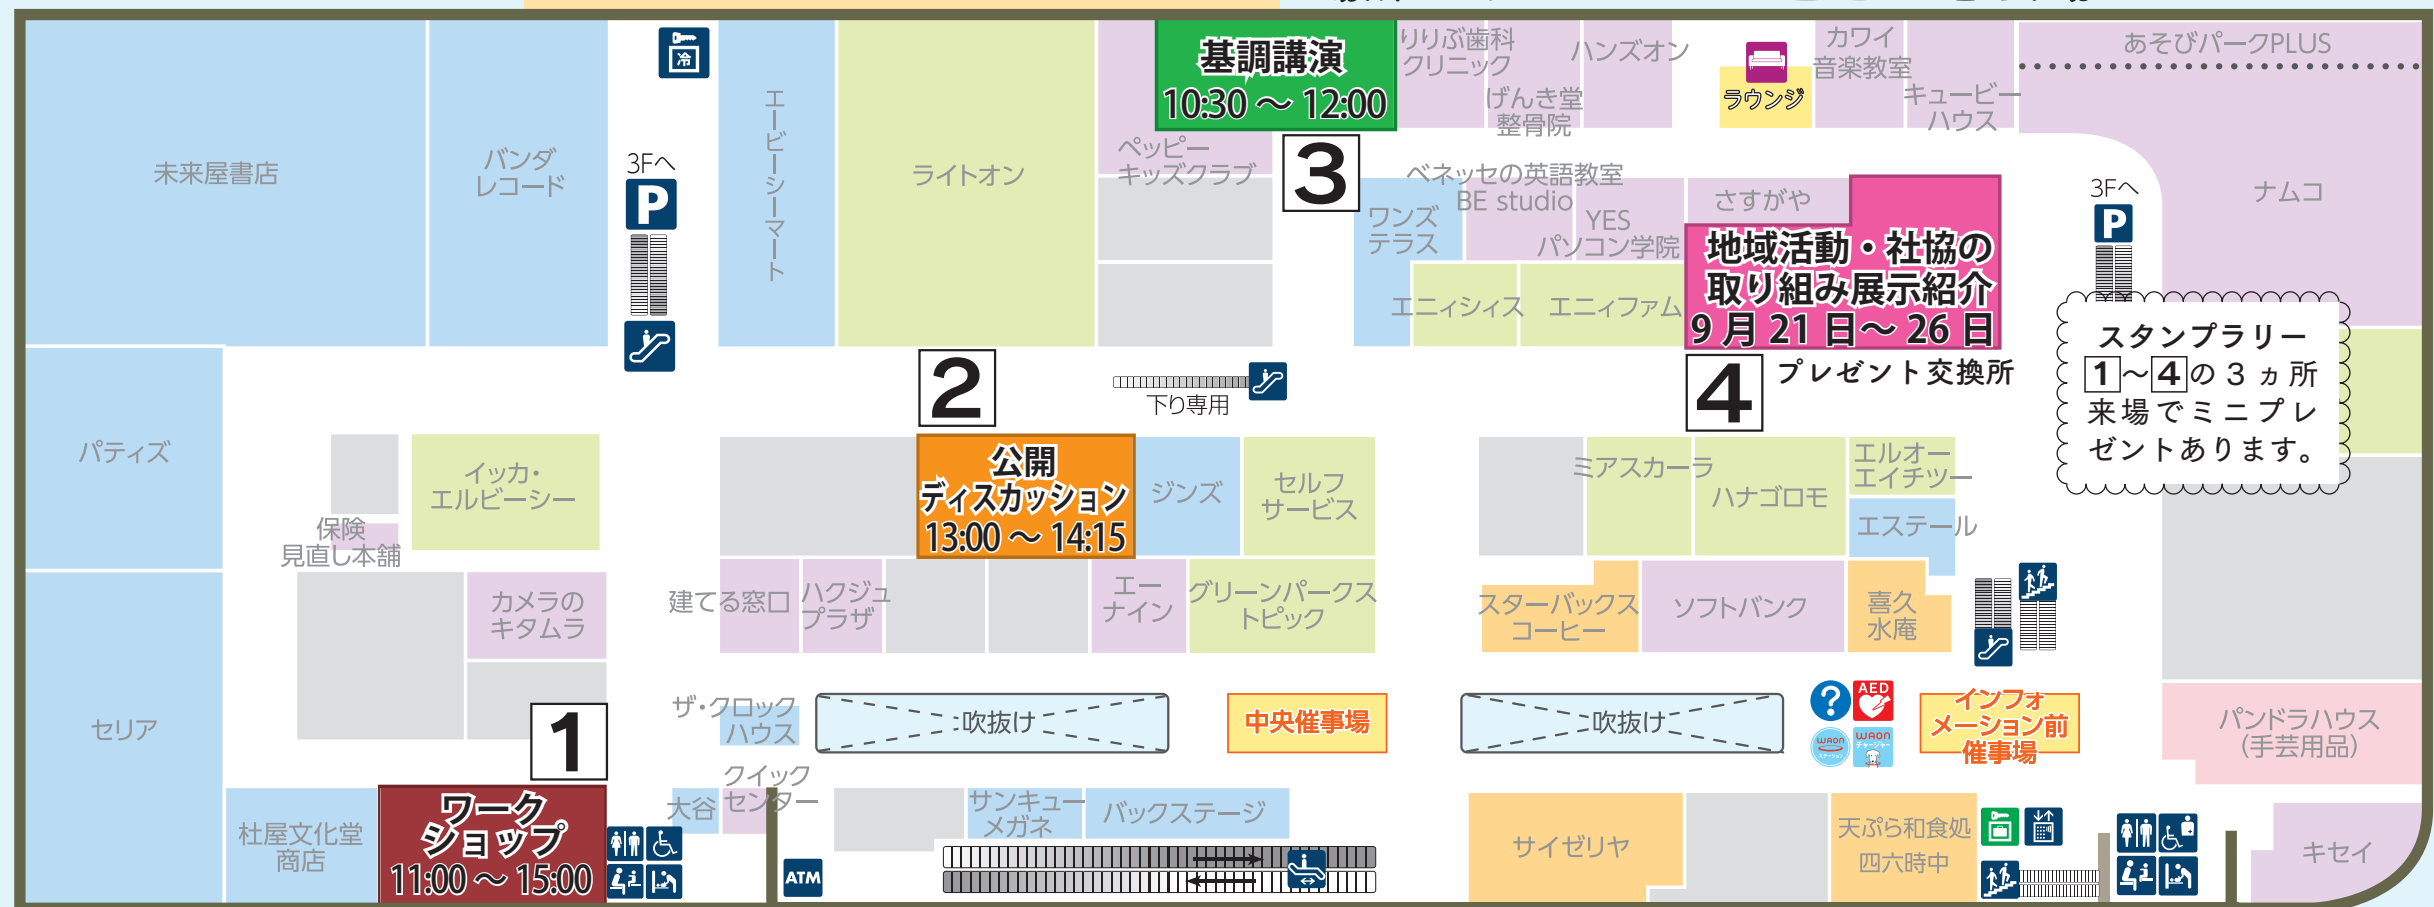 基調講演
10:30 ～ 12:00
りりぶ歯科
クリニック
ハンズオン
げんき堂
整骨院
ラウンジ
カワイ
音楽教室
キュービー
ハウス
あそびパークPLUS
冷
未来屋書店
バンダ
レコード
3Fへ
P
エービーシーマート
ライトオン
ペッピー
キッズクラブ
3
ベネッセの英語教室
BE studio
ワンズ
テラス
YES
パソコン学院
さすがや
エニィシィス
エニィファム
地域活動・社協の
取り組み展示紹介
9 月 21 日～ 26 日
4
プレゼント交換所
3Fへ
P
ナムコ
スタンプラリー
1～4の 3 ヵ所
来場でミニプレ
ゼントあります。
2
下り専用
パティズ
イッカ・
エルビーシー
保険
見直し本舗
カメラの
キタムラ
公開
ディスカッション
13:00 ～ 14:15
ジンズ
セルフ
サービス
建てる窓口
ハクジュ
プラザ
エー
ナイン
グリーンパークス
トピック
ミアスカーラ
ハナゴロモ
エルオー
エイチツー
エステール
スターバックス
コーヒー
ソフトバンク
喜久
水庵
セリア
1
ザ・クロック
ハウス
吹抜け
中央催事場
吹抜け
?
AED
WAON
ステーション
WAON
チャージャー
インフォ
メーション前
催事場
パンドラハウス
(手芸用品)
杜屋文化堂
商店
ワーク
ショップ
11:00 ～ 15:00
大谷
クイック
センター
ATM
サンキュー
メガネ
バックステージ
サイゼリヤ
天ぷら和食処
四六時中
キセイ